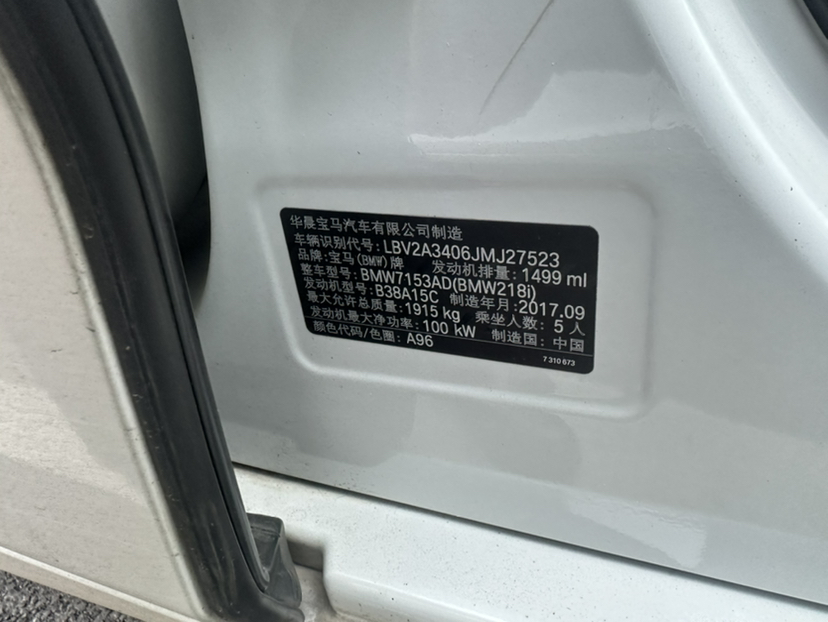 华晨宝马汽车有限公司制造
车辆识别代号: LBV2A3406JMJ27523
品牌: 宝马(BMW)牌 发动机排量: 1499 ml
整车型号: BMW7153AD(BMW218i)
发动机型号: B38A15C 制造年月: 2017.09
最大允许总质量: 1915 kg 乘坐人数: 5 人
发动机最大净功率: 100 kW 制造国: 中国
颜色代码/色圈: A96
7 310 673